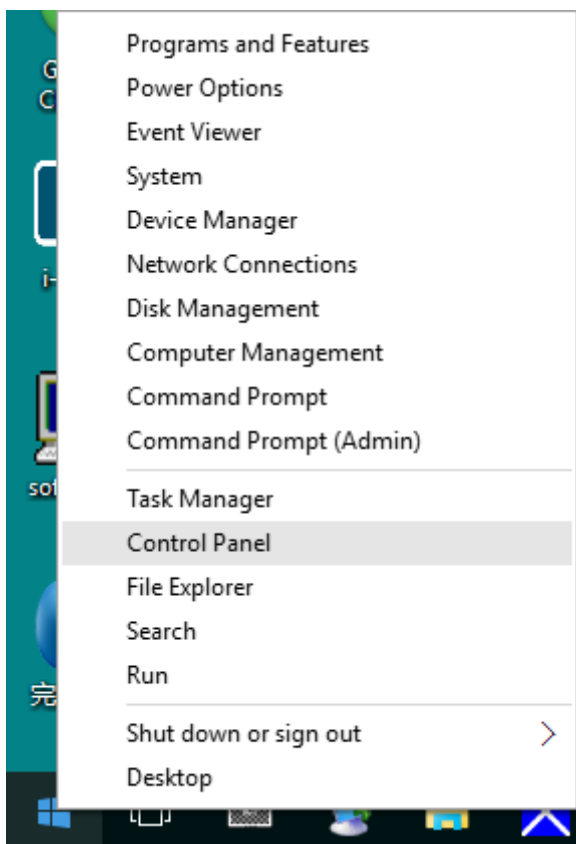 Programs and Features
Power Options
Event Viewer
System
Device Manager
Network Connections
Disk Management
Computer Management
Command Prompt
Command Prompt (Admin)
Task Manager
Control Panel
File Explorer
Search
Run
Shut down or sign out
Desktop
G
C
i-
完